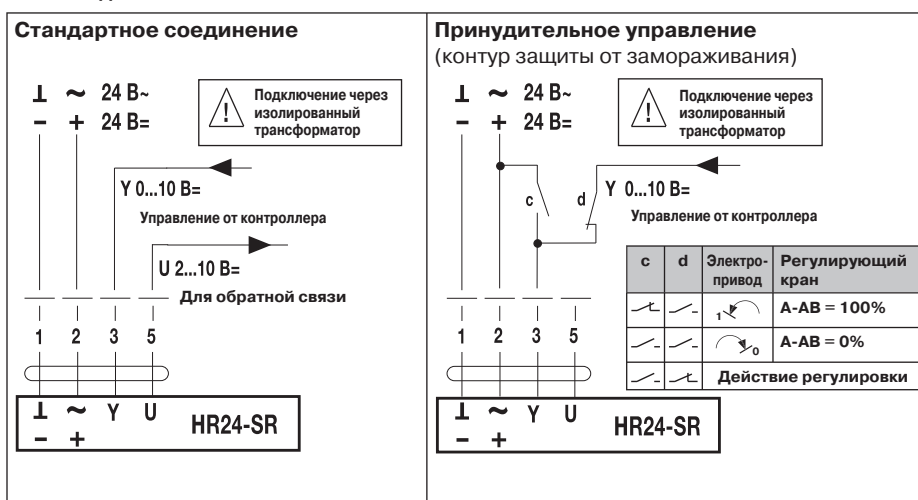 Стандартное соединение
⊥ ~ 24 В~
− + 24 В=
Подключение через
изолированный
трансформатор
Y 0...10 В=
Управление от контроллера
U 2...10 В=
Для обратной связи
1 2 3 5
⊥ ~ Y U
− +
HR24-SR
Принудительное управление
(контур защиты от замораживания)
⊥ ~ 24 В~
− + 24 В=
Подключение через
изолированный
трансформатор
c d
Y 0...10 В=
Управление от контроллера
1 2 3 5
⊥ ~ Y U
− +
HR24-SR
c d Электро-
привод
Регулирующий
кран
1 A-AB = 100%
0 A-AB = 0%
Действие регулировки